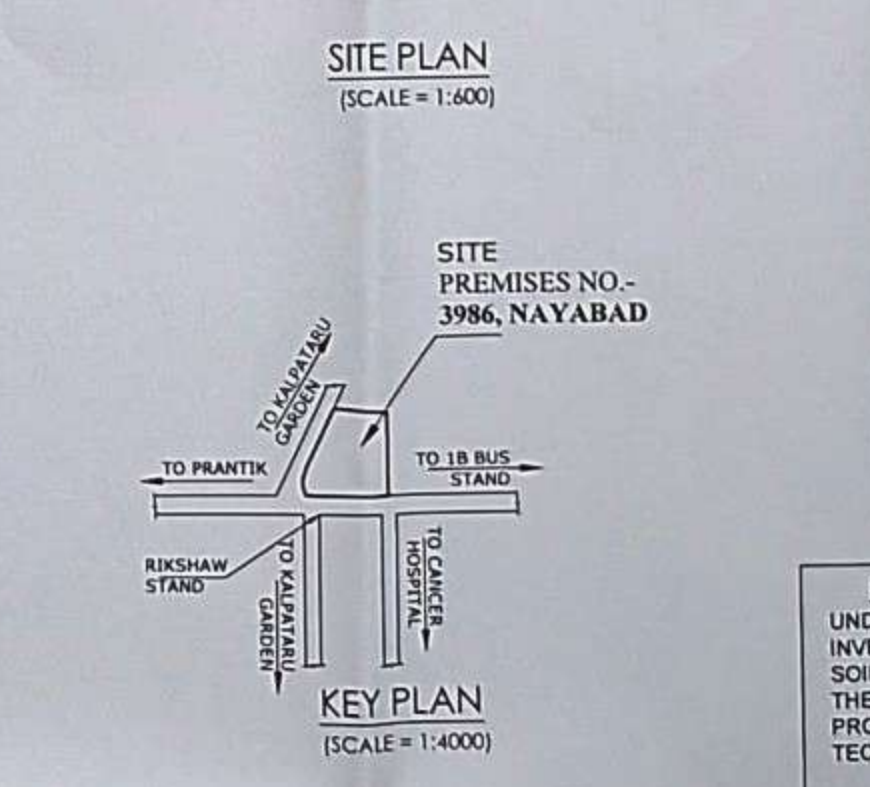 SITE PLAN
(SCALE = 1:600)
SITE
PREMISES NO.-
3986, NAYABAD
TO KALPATARU
GARDEN
TO PRANTIK
TO 1B BUS
STAND
RIKSHAW
STAND
TO KALPATARU
GARDEN
TO CANCER
HOSPITAL
KEY PLAN
(SCALE = 1:4000)
UND
INV
SOI
THE
PRO
TEC